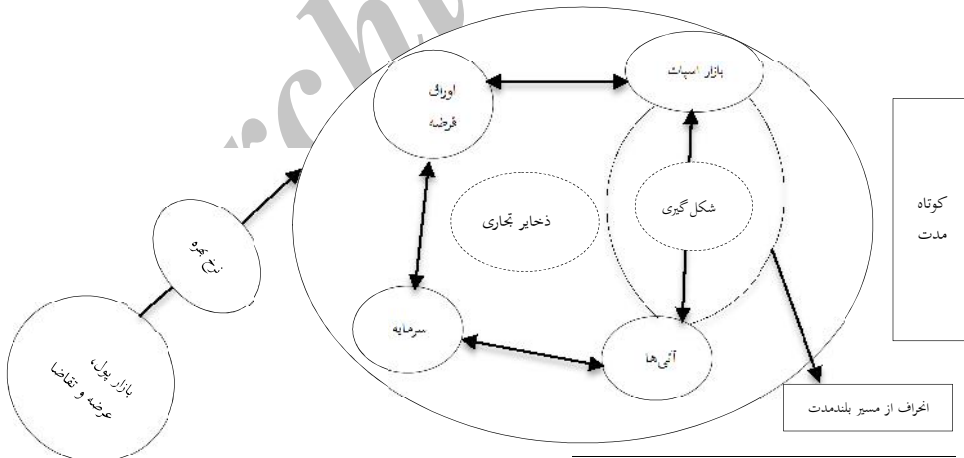 بازار اسپات
اوراق
قرضه
کوتاه
مدت
شکل‌گیری
ذخایر تجاری
نرخ بهره
سرمایه
آتی‌ها
بازار پول،
عرضه و تقاضا
انحراف از مسیر بلندمدت